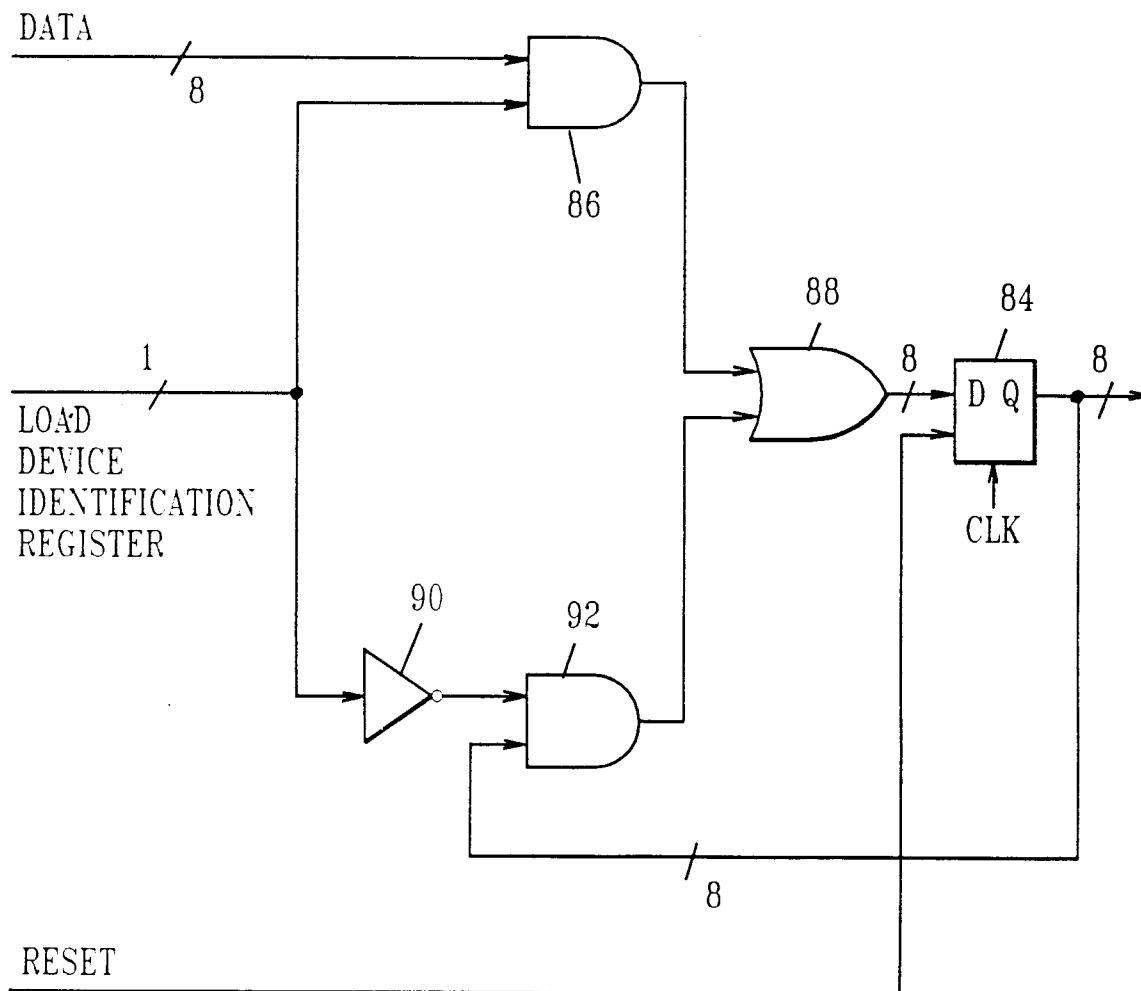 DATA
8
86
88
84
1
8
8
D Q
LOAD
DEVICE
IDENTIFICATION
REGISTER
CLK
90
92
8
RESET